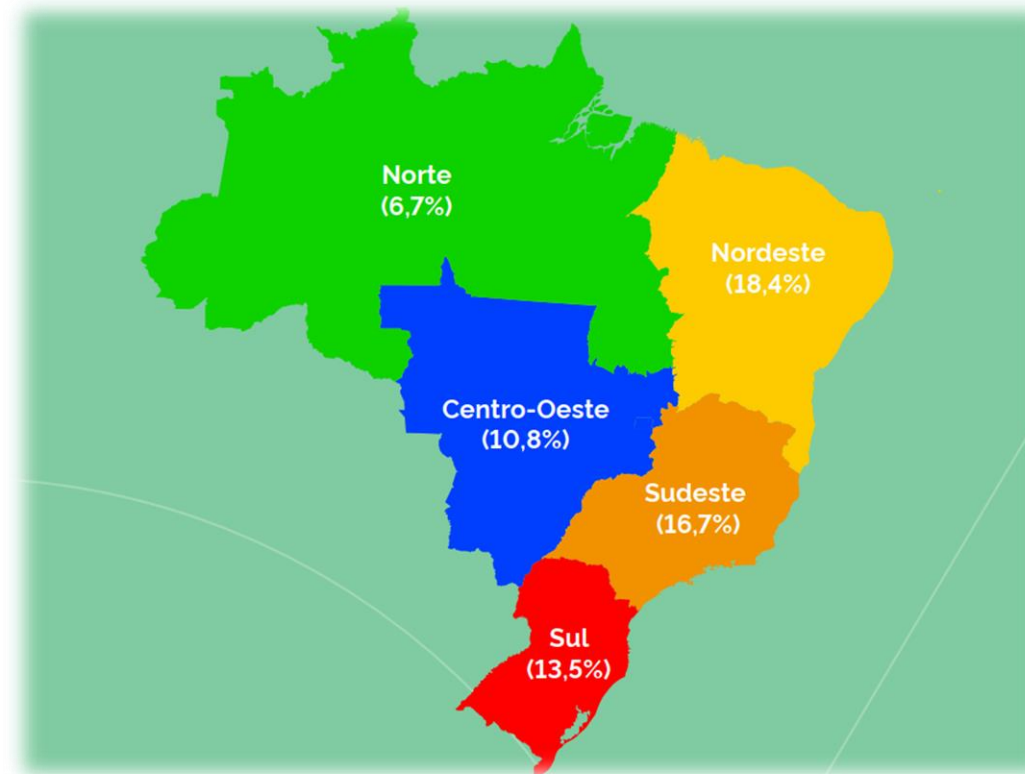 Norte
(6,7%)
Nordeste
(18,4%)
Centro-Oeste
(10,8%)
Sudeste
(16,7%)
Sul
(13,5%)